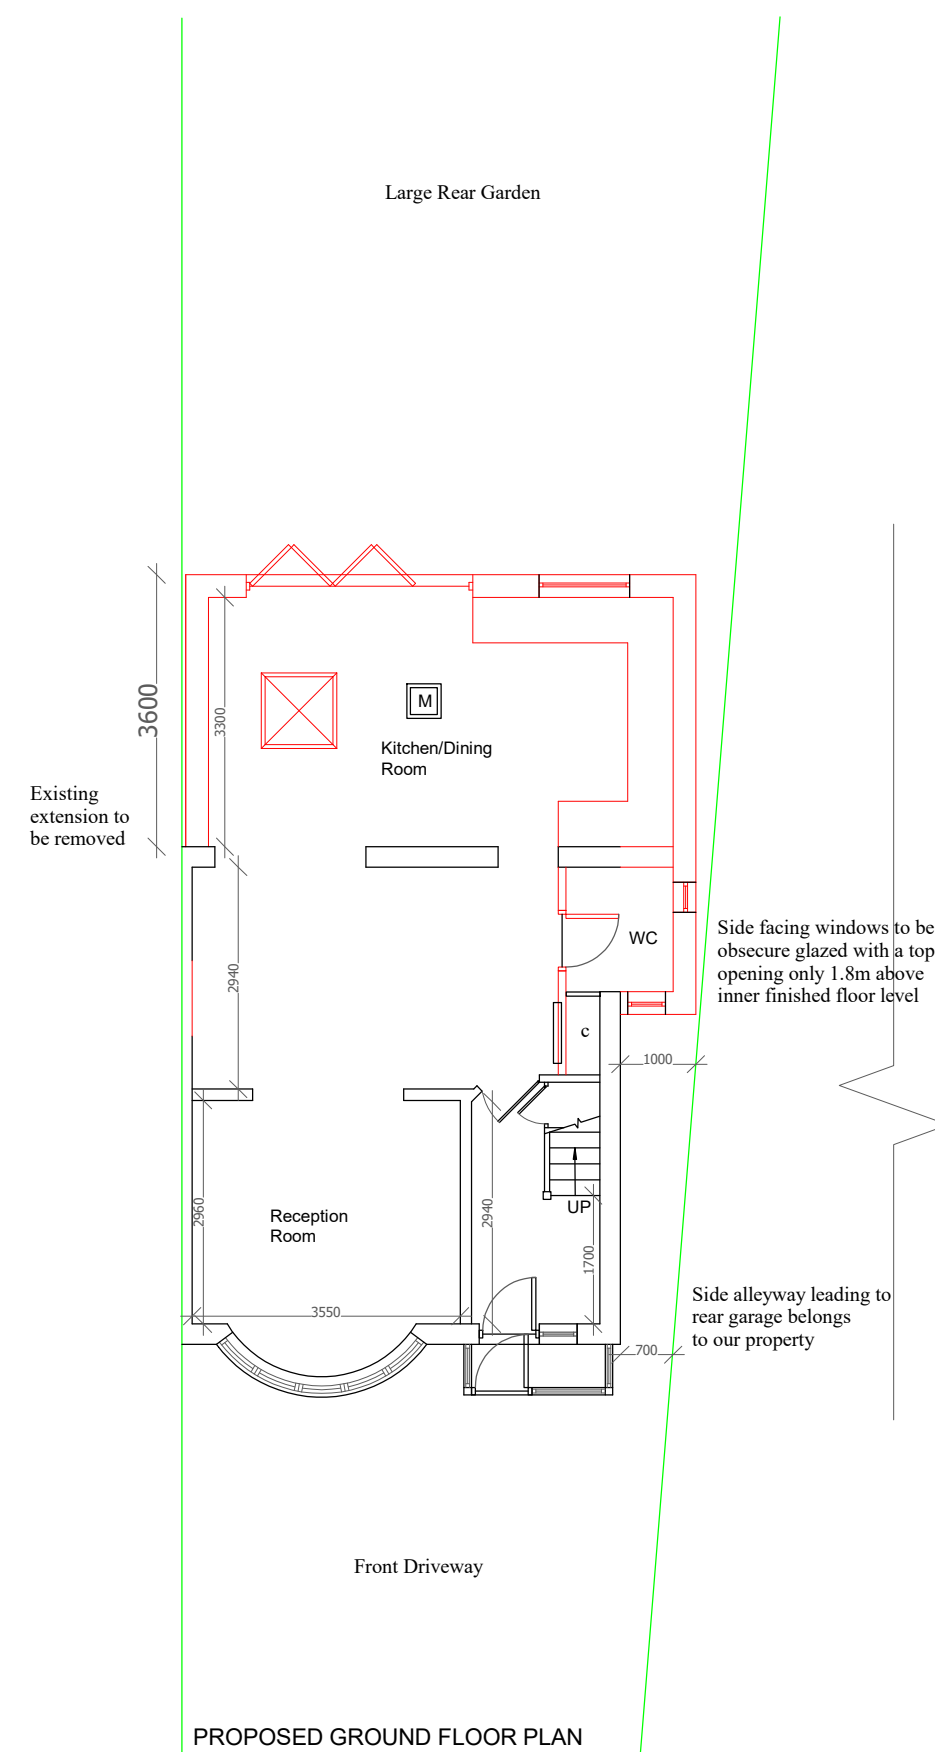 Large Rear Garden
3600
3300
M
Kitchen/Dining
Room
Existing
extension to
be removed
WC
Side facing windows to be
obsecure glazed with a top
opening only 1.8m above
inner finished floor level
2940
c
1000
2960
2940
UP
Reception
Room
1700
Side alleyway leading to
rear garage belongs
to our property
3550
700
Front Driveway
PROPOSED GROUND FLOOR PLAN